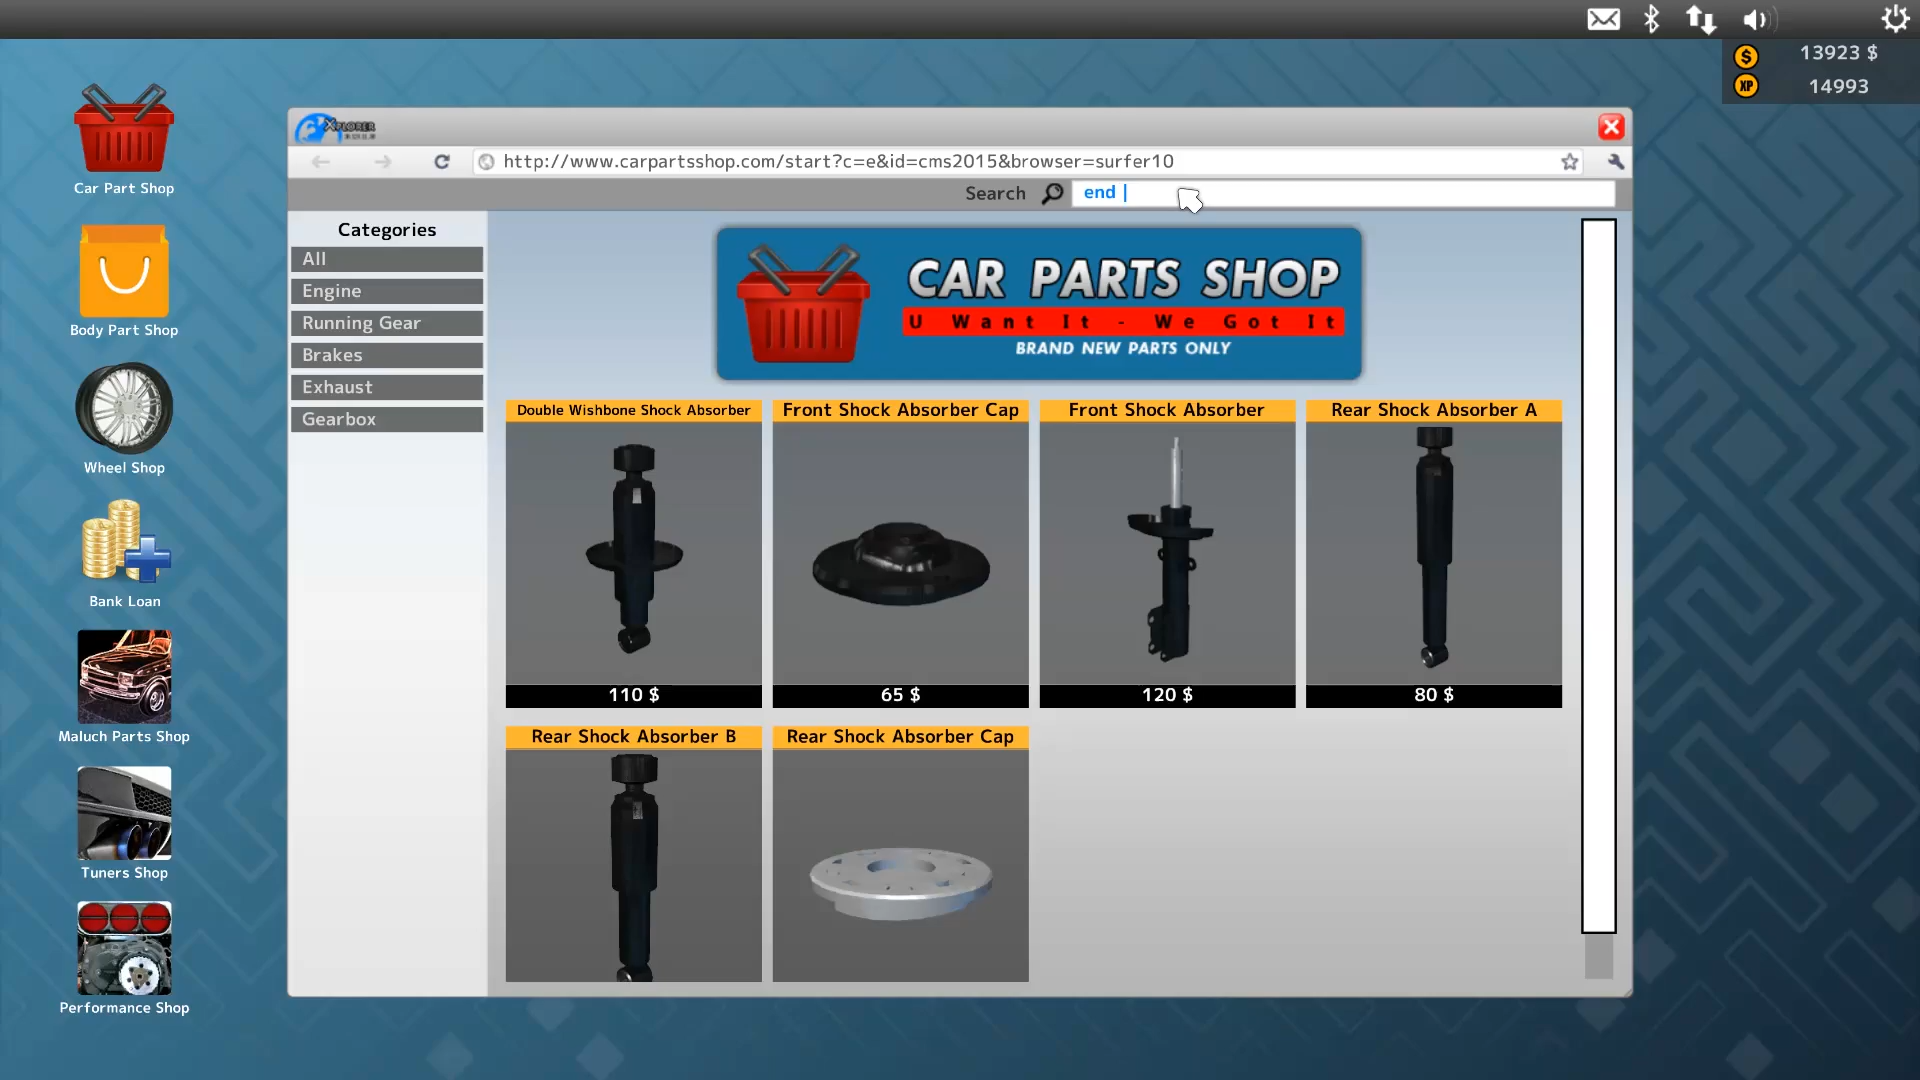 13923 $
XP
14993
Car Part Shop
Body Part Shop
Wheel Shop
Bank Loan
Maluch Parts Shop
Tuners Shop
Performance Shop
XPLORER
http://www.carpartsshop.com/start?c=e&id=cms2015&browser=surfer10
Search
end
Categories
All
Engine
Running Gear
Brakes
Exhaust
Gearbox
CAR PARTS SHOP
U Want It - We Got It
BRAND NEW PARTS ONLY
Double Wishbone Shock Absorber
110 $
Front Shock Absorber Cap
65 $
Front Shock Absorber
120 $
Rear Shock Absorber A
80 $
Rear Shock Absorber B
Rear Shock Absorber Cap